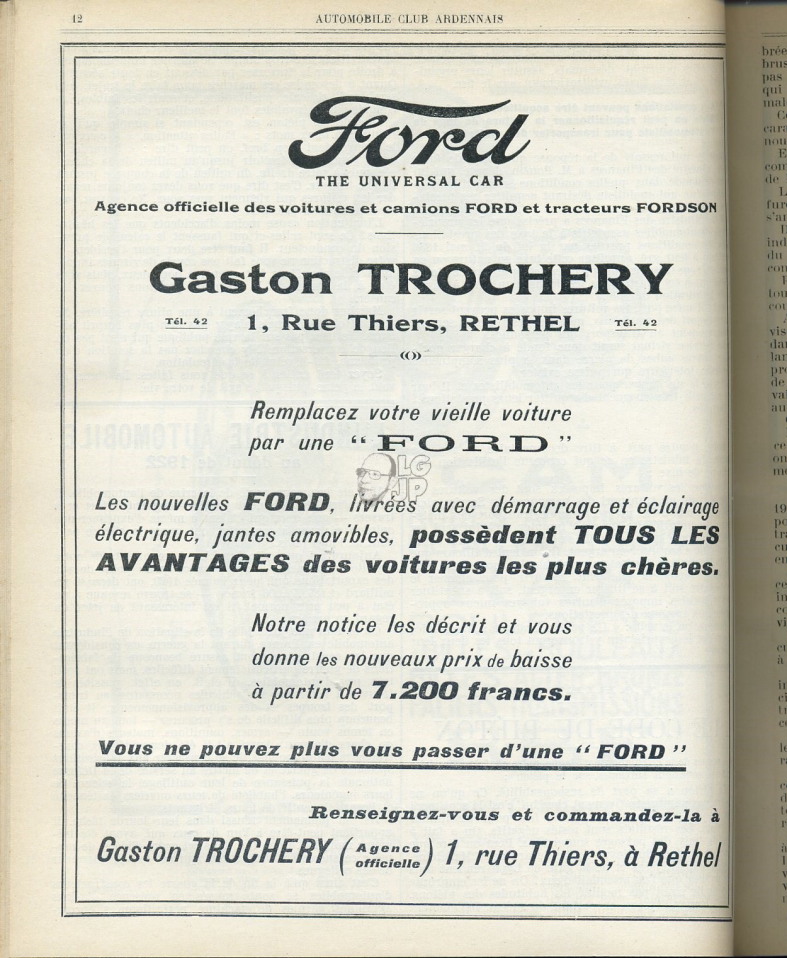 12
AUTOMOBILE CLUB ARDENNAIS
Ford
THE UNIVERSAL CAR
Agence officielle des voitures et camions FORD et tracteurs FORDSON
Gaston TROCHERY
Tél. 42 1, Rue Thiers, RETHEL Tél. 42
Remplacez votre vieille voiture
par une “ FORD ”
LG
JP
Les nouvelles FORD, livrées avec démarrage et éclairage
électrique, jantes amovibles, possèdent TOUS LES
AVANTAGES des voitures les plus chères.
Notre notice les décrit et vous
donne les nouveaux prix de baisse
à partir de 7.200 francs.
Vous ne pouvez plus vous passer d'une “ FORD ”
Renseignez-vous et commandez-la à
Gaston TROCHERY (Agence officielle) 1, rue Thiers, à Rethel